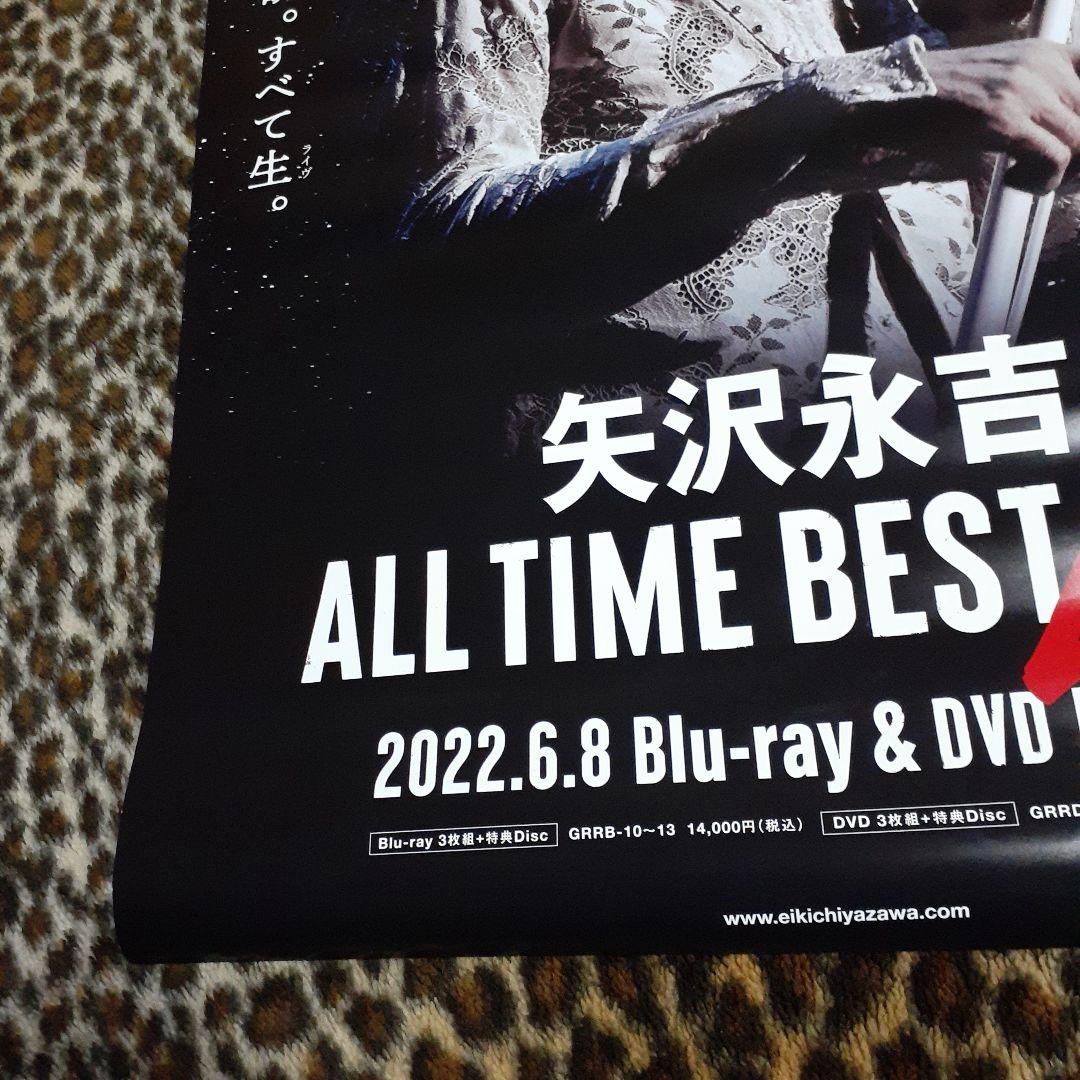 。すべて生。
ライヴ
矢沢永吉
ALL TIME BEST
2022.6.8 Blu-ray & DVD
Blu-ray 3枚組+特典Disc GRRB-10〜13 14,000円(税込) DVD 3枚組+特典Disc
www.eikichiyazawa.com